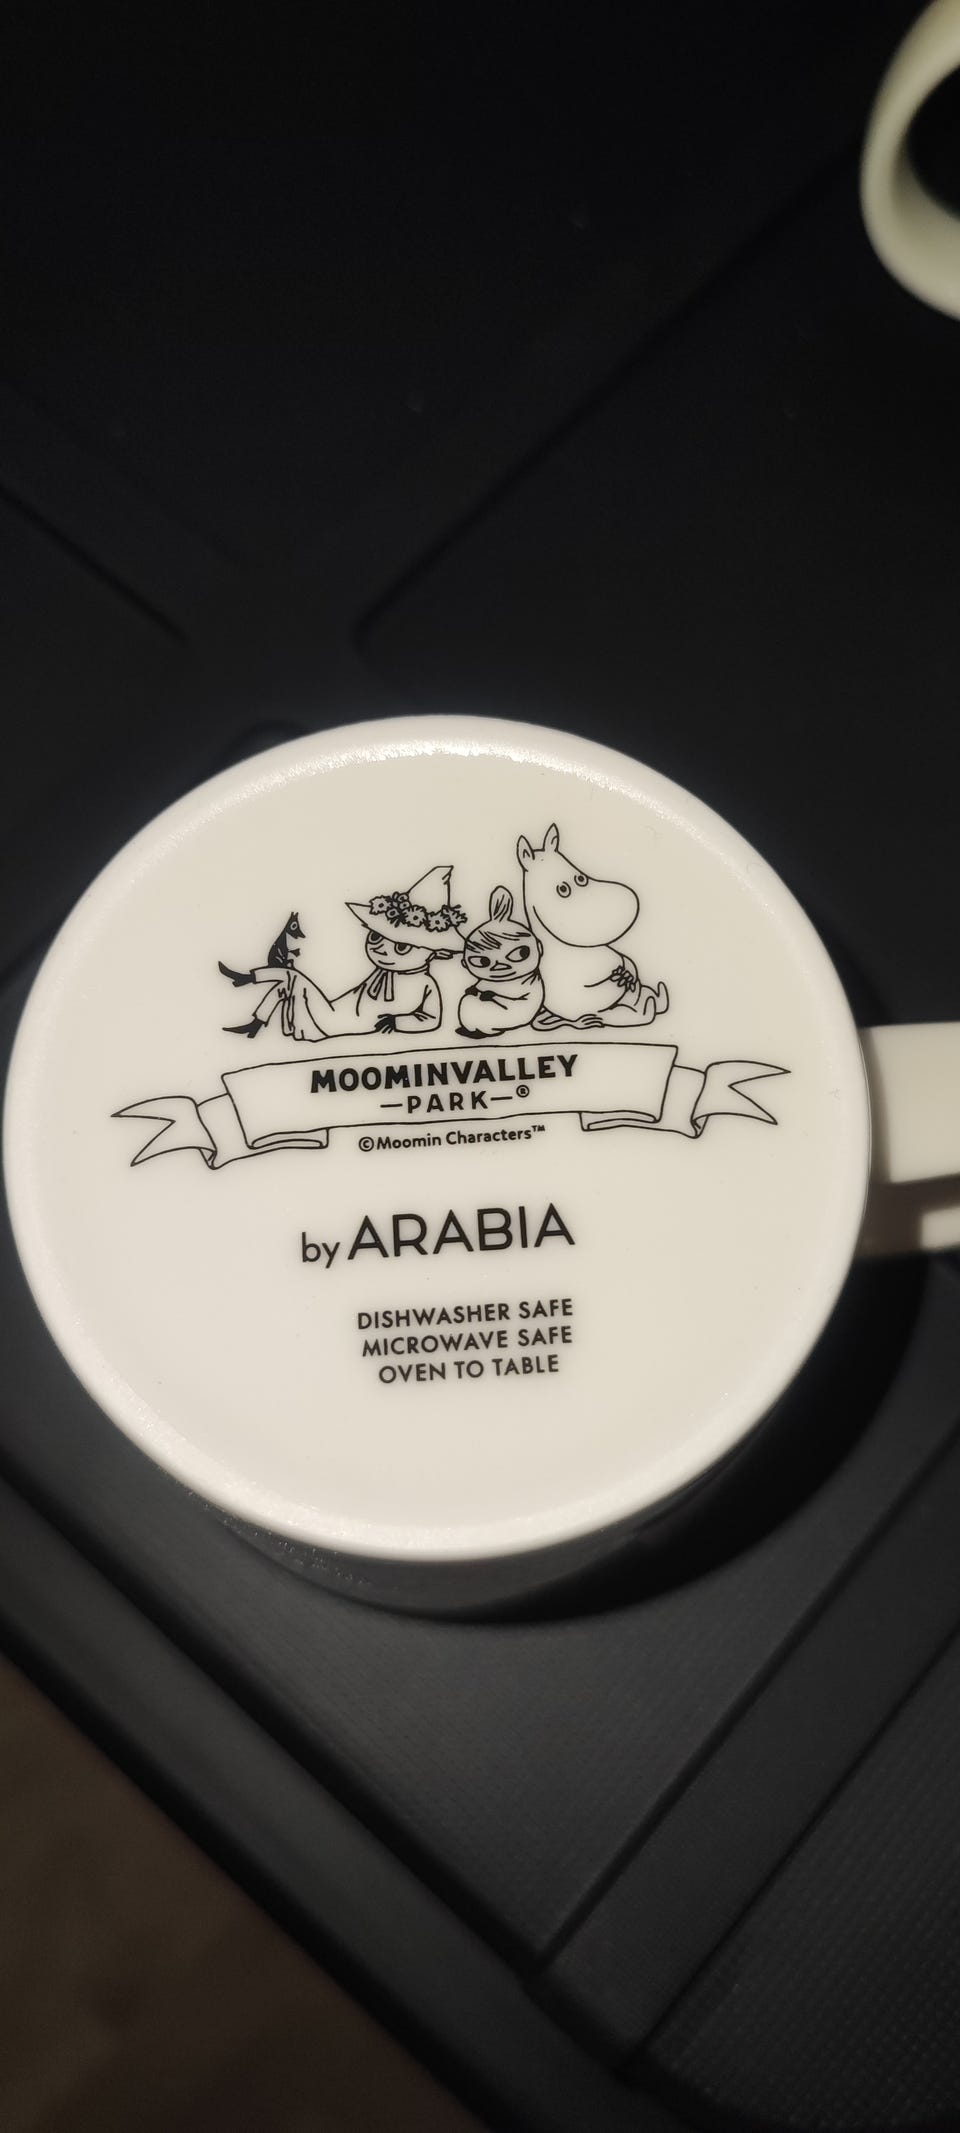 MOOMINVALLEY
—PARK—®
©Moomin Characters™
by ARABIA
DISHWASHER SAFE
MICROWAVE SAFE
OVEN TO TABLE